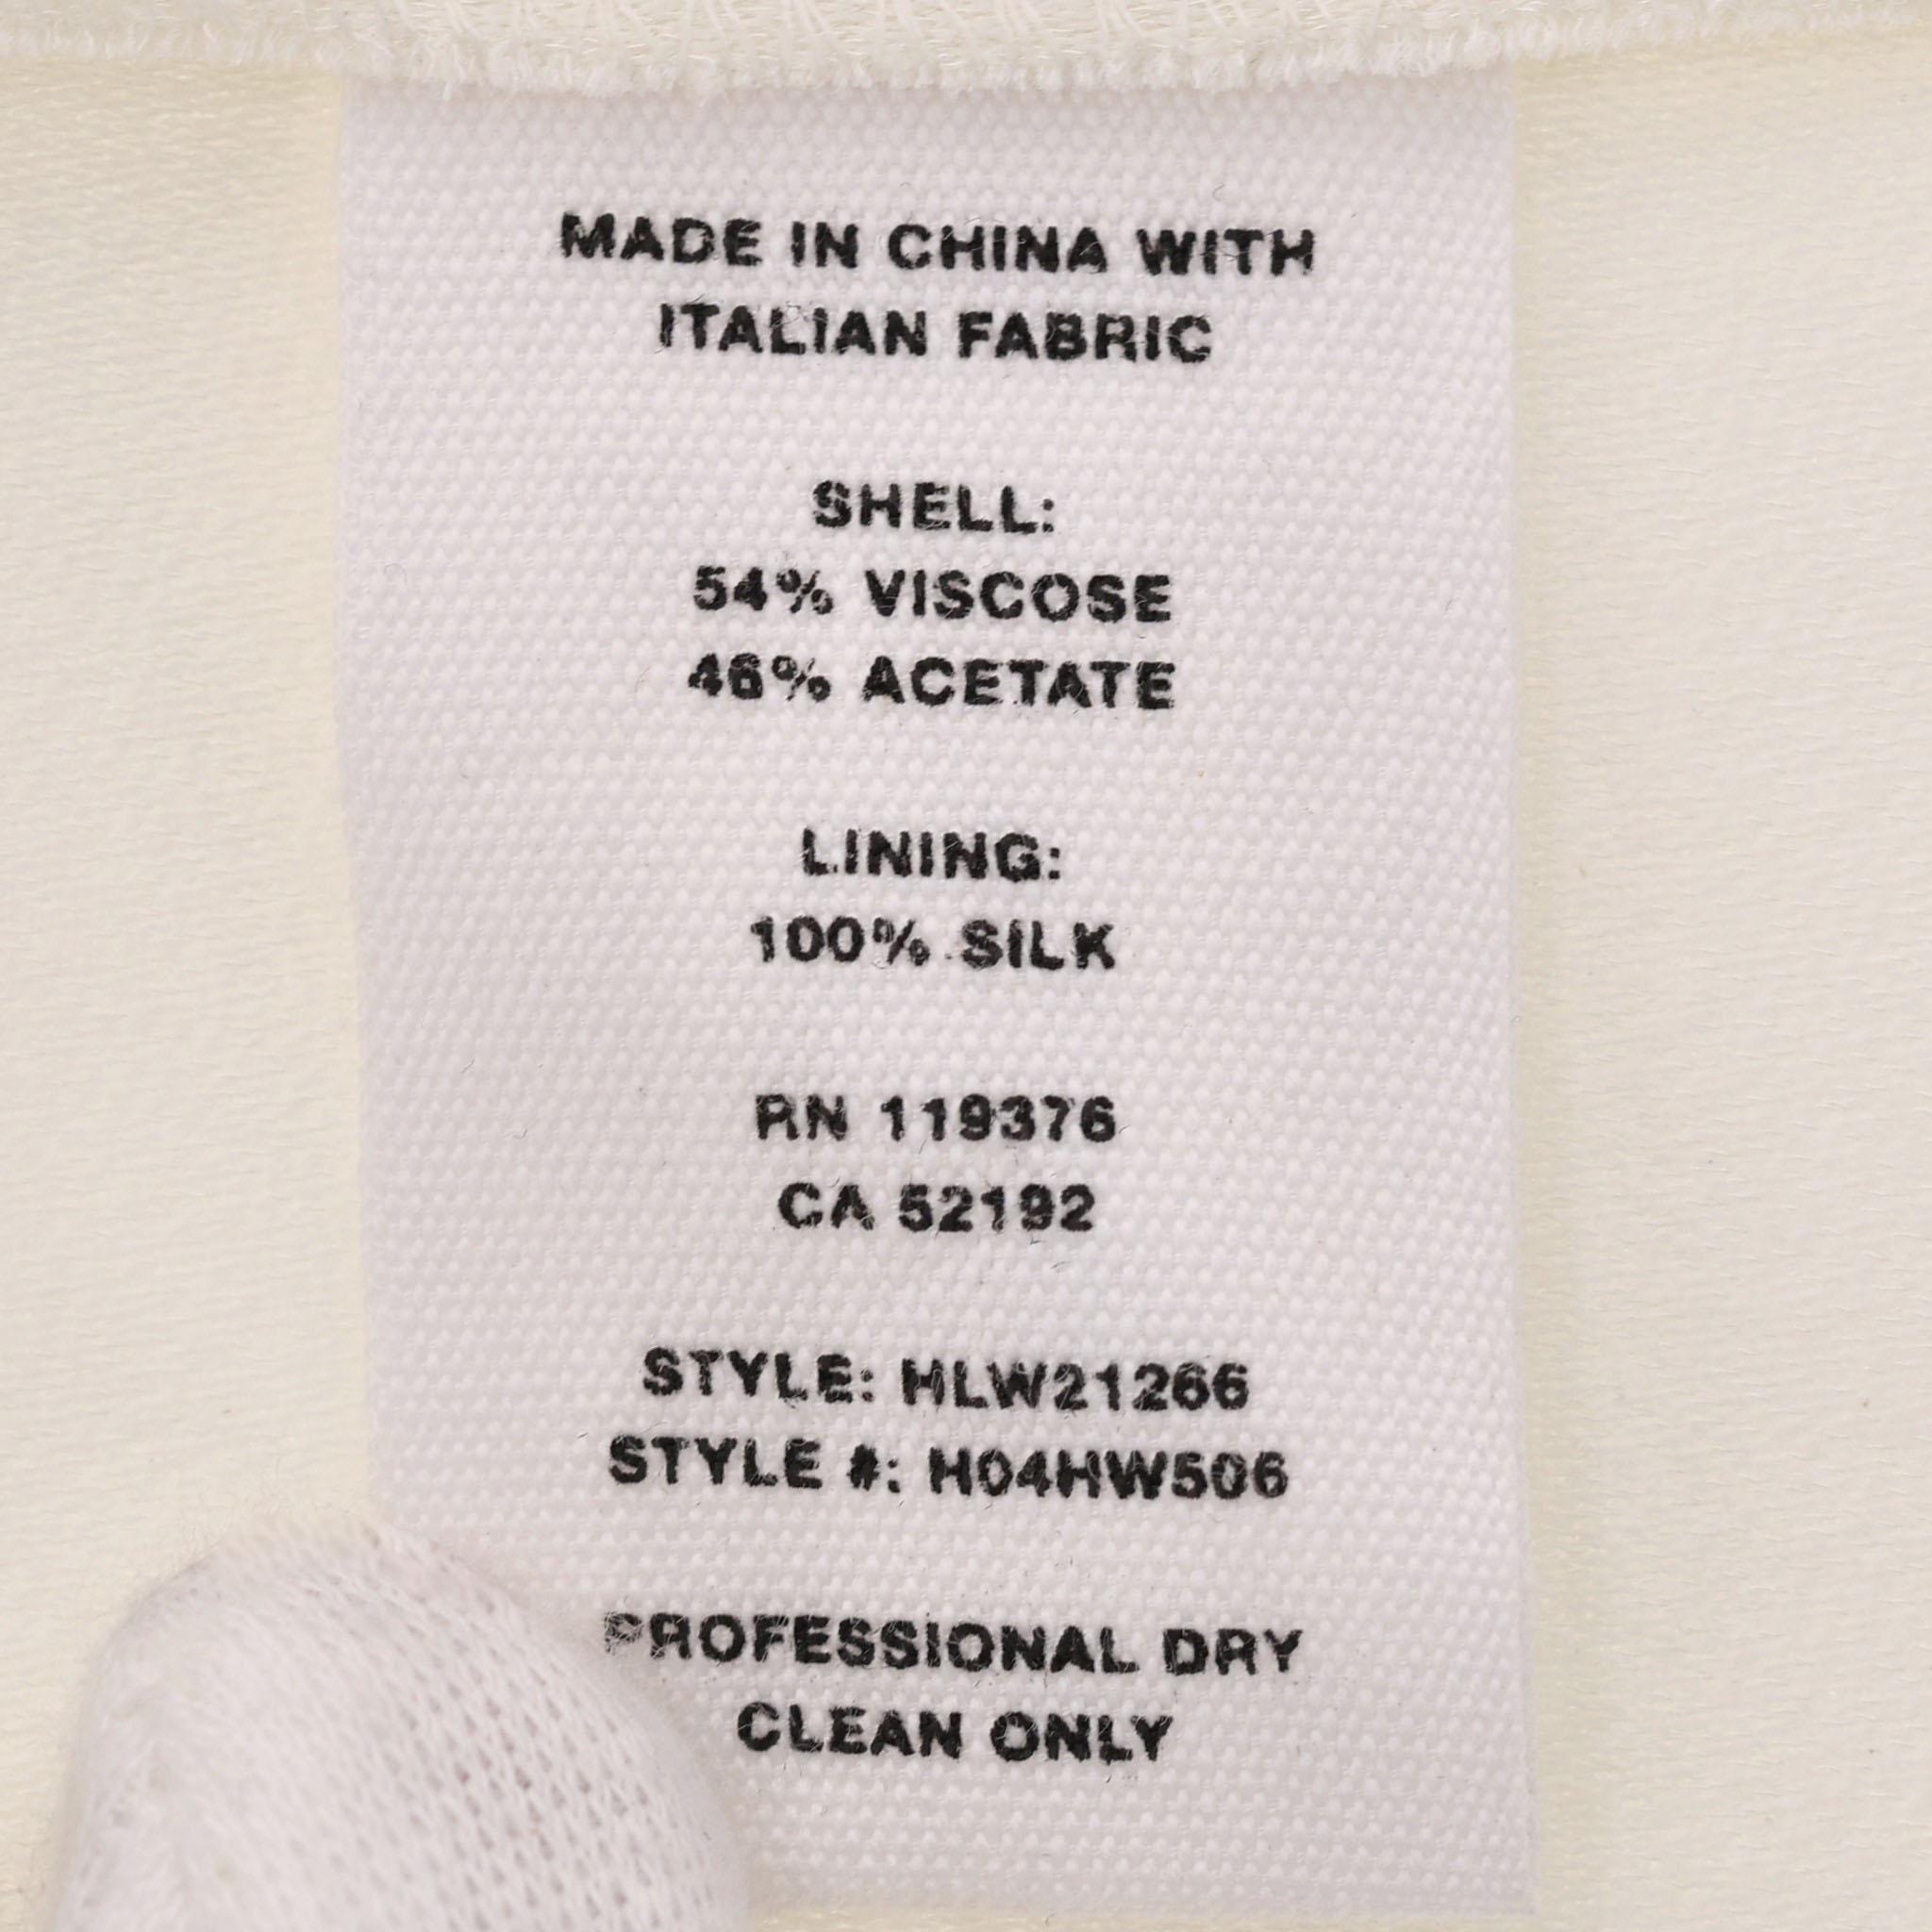 MADE IN CHINA WITH
ITALIAN FABRIC
SHELL:
54% VISCOSE
46% ACETATE
LINING:
100% SILK
RN 119376
CA 52192
STYLE: HLW21266
STYLE #: H04HW506
PROFESSIONAL DRY
CLEAN ONLY